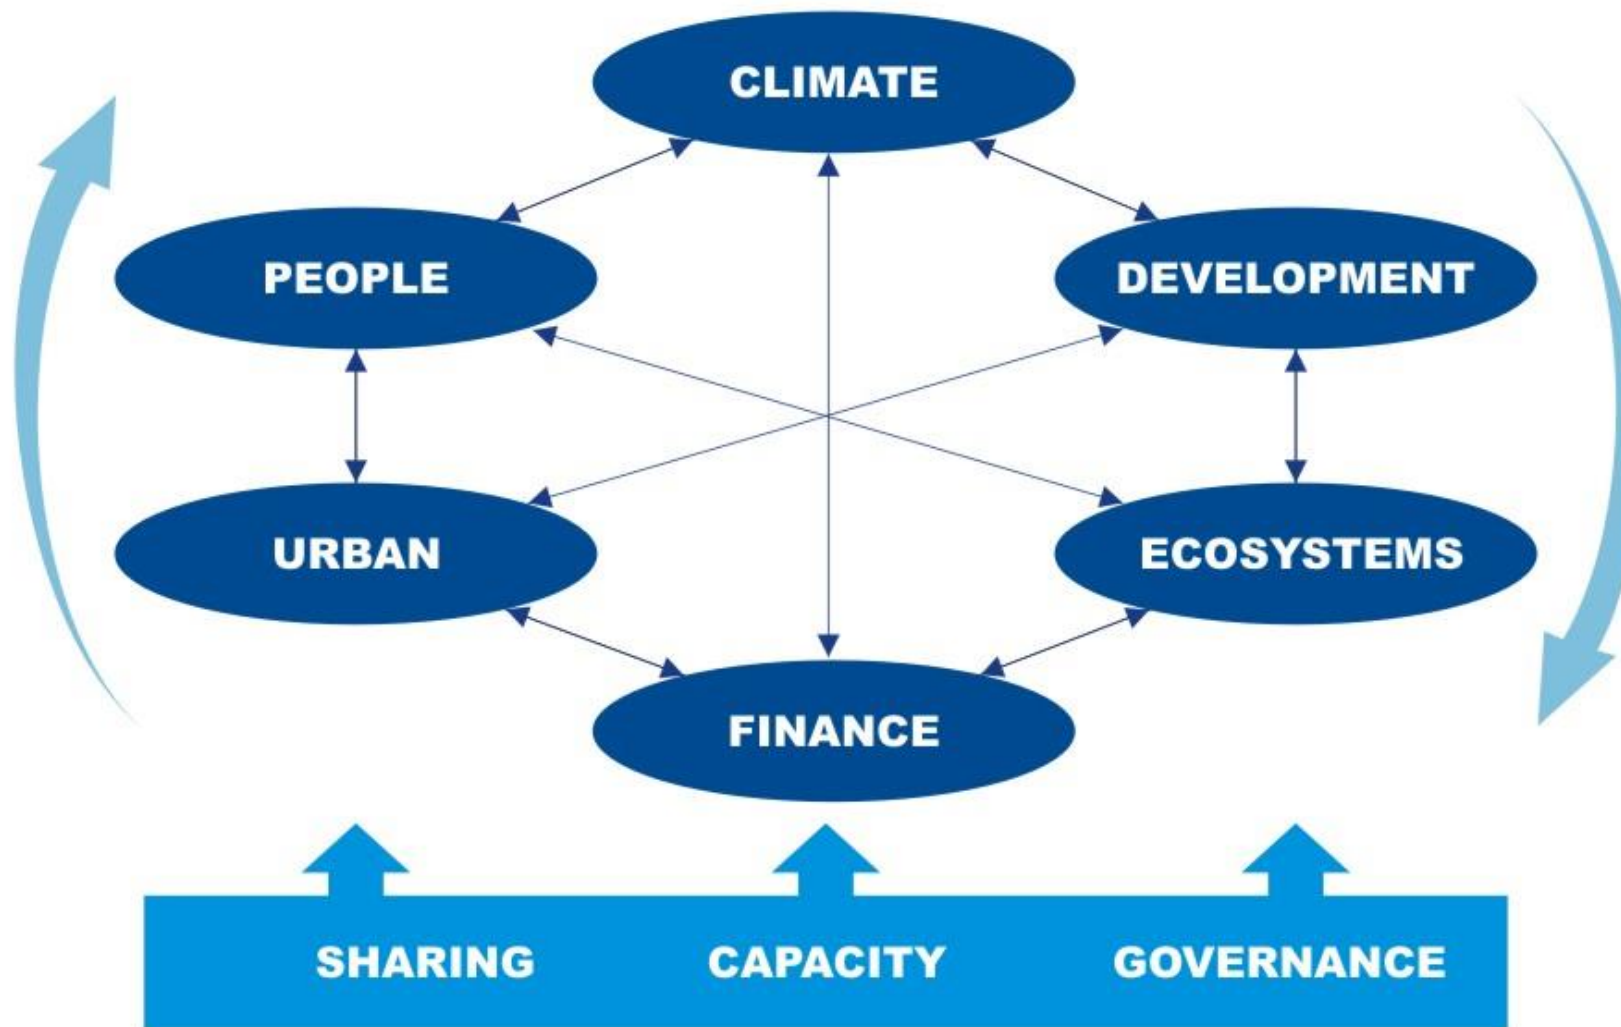 CLIMATE
PEOPLE
DEVELOPMENT
URBAN
ECOSYSTEMS
FINANCE
SHARING CAPACITY GOVERNANCE